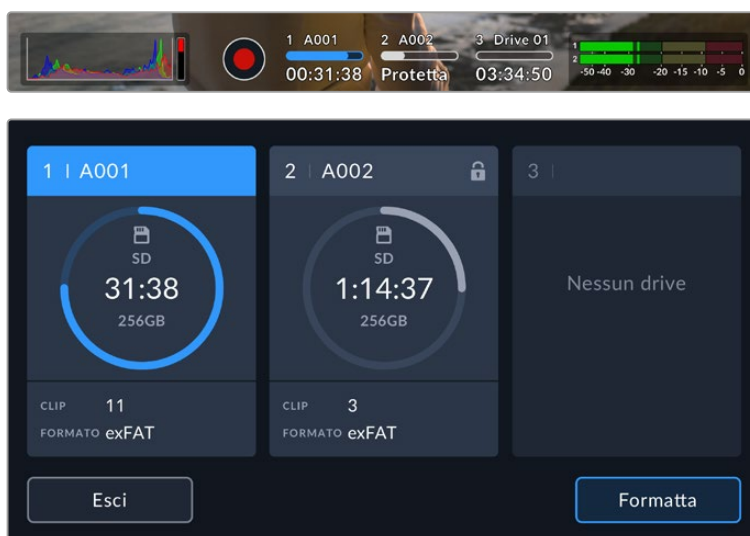 1 A001 2 A002 3 Drive 01
00:31:38 Protetta 03:34:50
1
2
-50 -40 -30 -20 -15 -10 -5 0
1 | A001
SD
31:38
256GB
CLIP 11
FORMATO exFAT
2 | A002
SD
1:14:37
256GB
CLIP 3
FORMATO exFAT
3 |
Nessun drive
Esci
Formatta